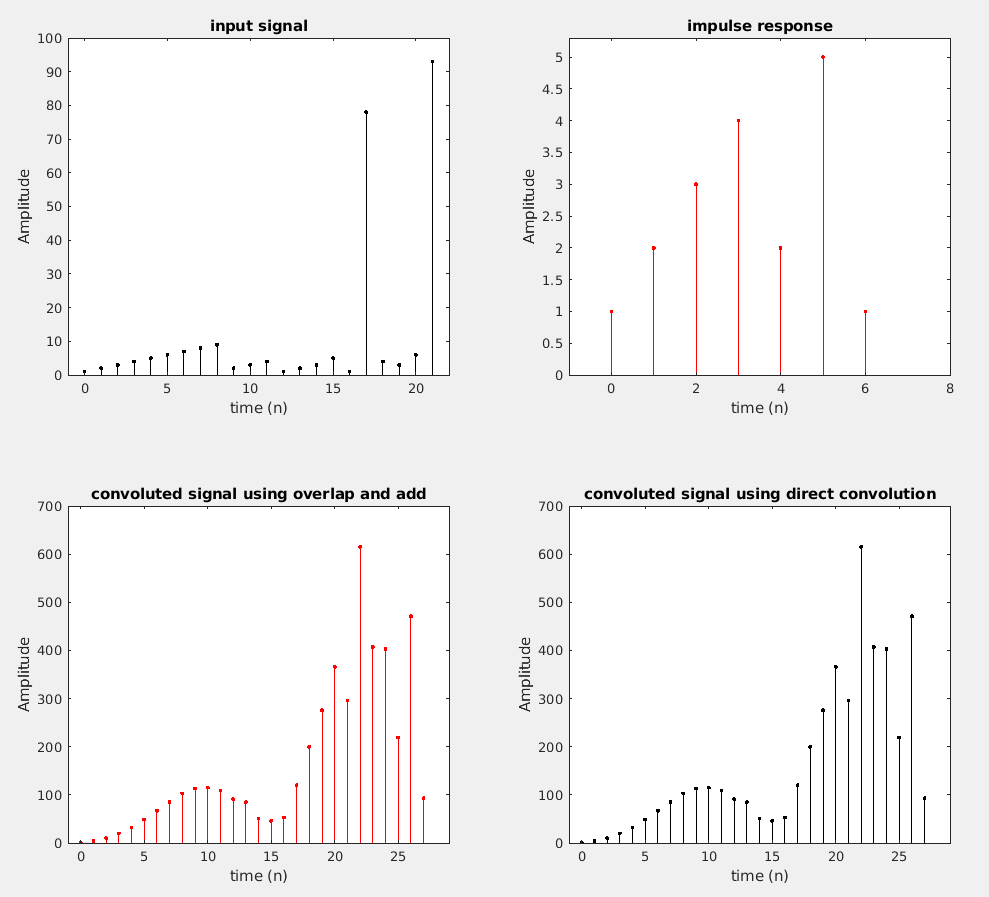 input signal
100
90
80
70
60
50
40
30
20
10
0
Amplitude
0 5 10 15 20
time (n)
impulse response
5
4.5
4
3.5
3
2.5
2
1.5
1
0.5
0
Amplitude
0 2 4 6 8
time (n)
convoluted signal using overlap and add
700
600
500
400
300
200
100
0
Amplitude
0 5 10 15 20 25
time (n)
convoluted signal using direct convolution
700
600
500
400
300
200
100
0
Amplitude
0 5 10 15 20 25
time (n)